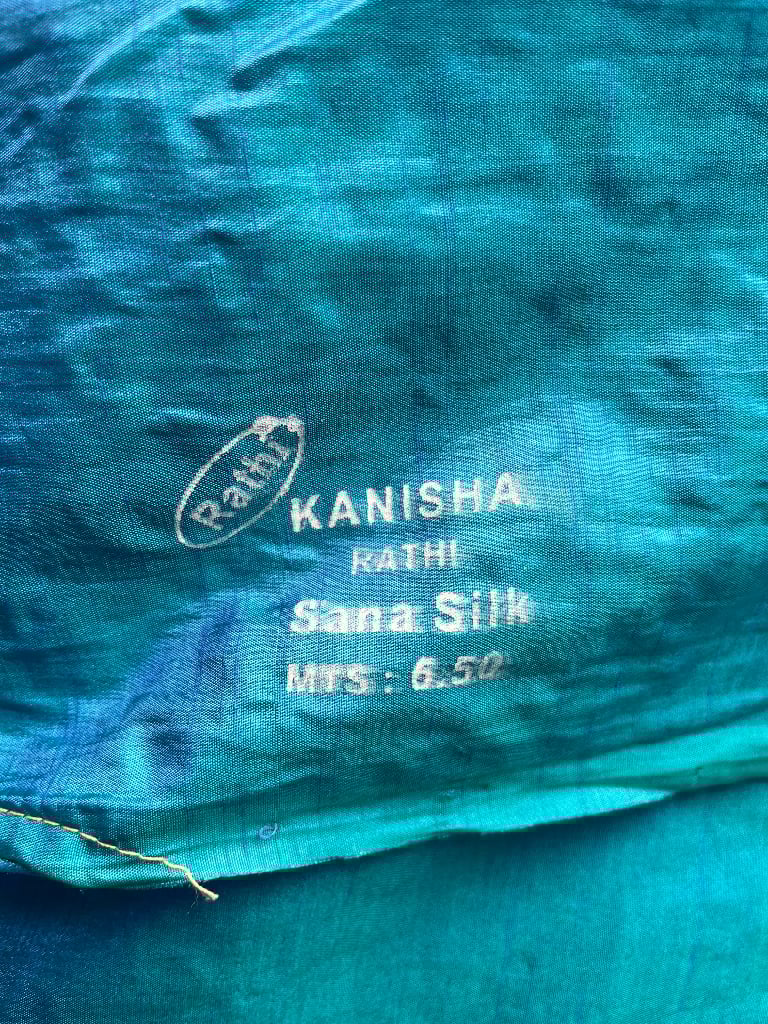 Rathi
KANISHA
RATHI
Sana Silk
MTS : 6.50